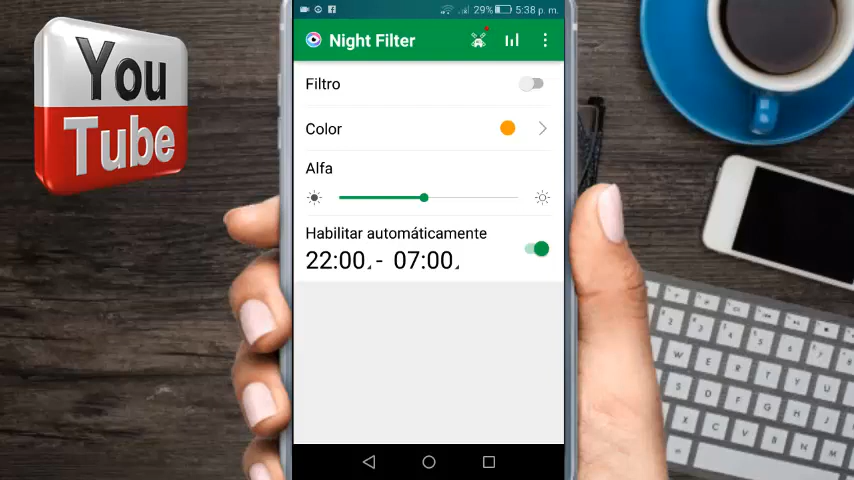 You
Tube
29% 5:38 p. m.
Night Filter
Filtro
Color
Alfa
Habilitar automáticamente
22:00 - 07:00